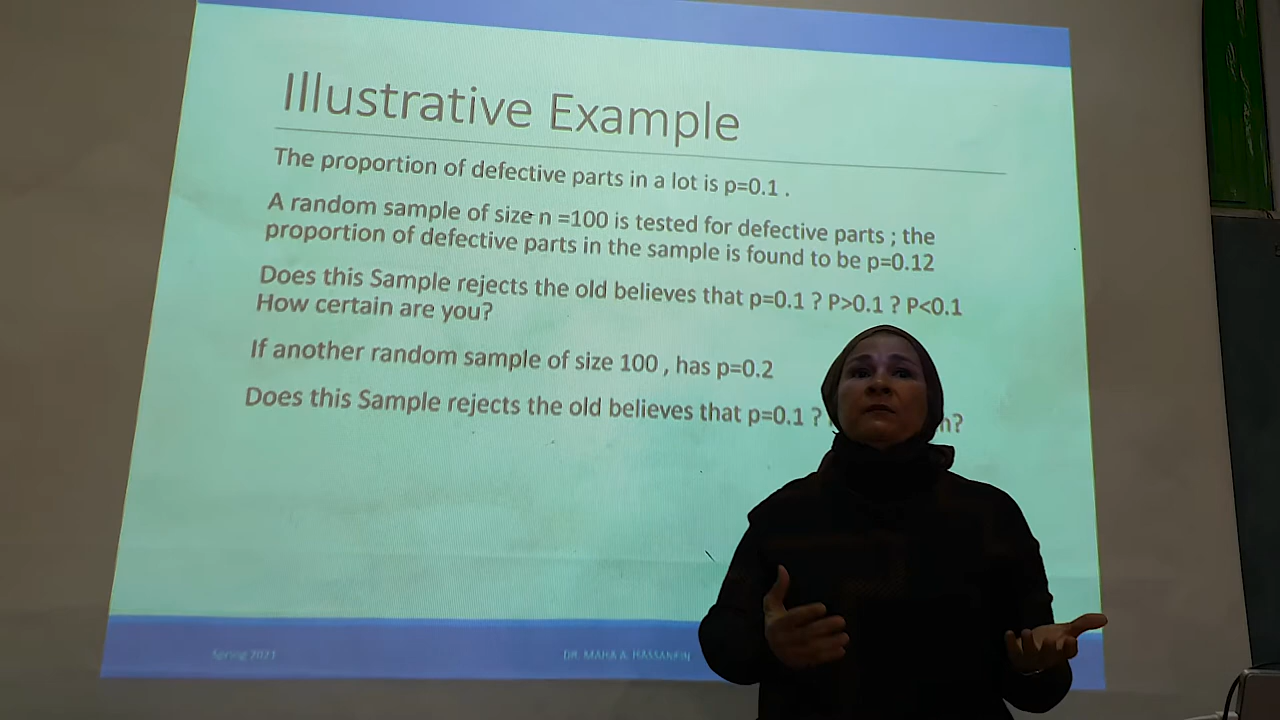 Illustrative Example
The proportion of defective parts in a lot is p=0.1 .
A random sample of size n =100 is tested for defective parts ; the
proportion of defective parts in the sample is found to be p=0.12
Does this Sample rejects the old believes that p=0.1 ? P>0.1 ? P<0.1
How certain are you?
If another random sample of size 100 , has p=0.2
Does this Sample rejects the old believes that p=0.1 ?
Spring 2021
DR. MAHA A. HASSANEIN